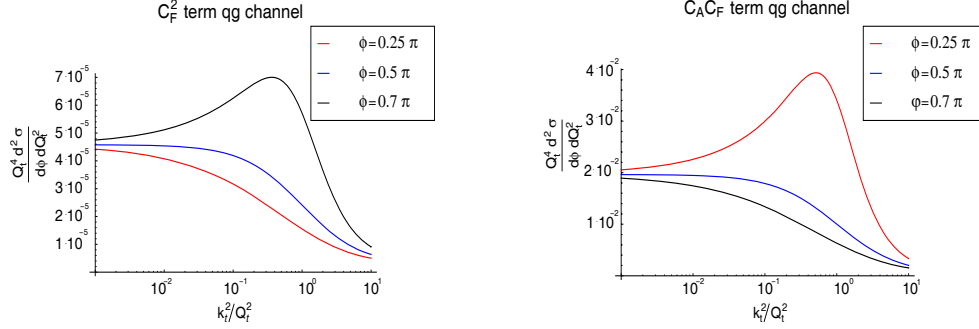 C_F^2 term qg channel
ϕ=0.25 π
ϕ=0.5 π
ϕ=0.7 π
Q_t^4 d^2 σ
dϕ dQ_t^2
7·10^-5
6·10^-5
5·10^-5
4·10^-5
3·10^-5
2·10^-5
1·10^-5
10^-2
10^-1
10^0
10^1
k_t^2/Q_t^2
C_AC_F term qg channel
ϕ=0.25 π
ϕ=0.5 π
φ=0.7 π
Q_t^4 d^2 σ
dϕ dQ_t^2
4·10^-2
3·10^-2
2·10^-2
1·10^-2
10^-2
10^-1
10^0
10^1
k_t^2/Q_t^2